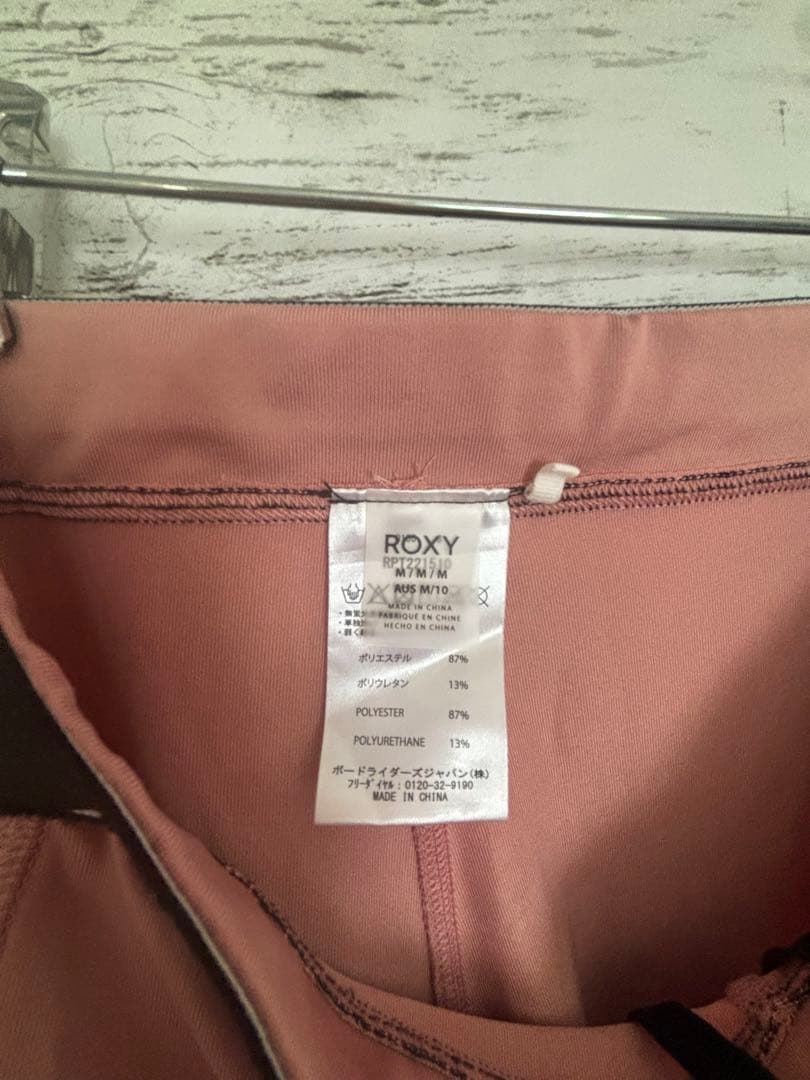 ROXY
RPT221510
M/M/M
AUS M/10
MADE IN CHINA
FABRIQUÉ EN CHINE
HECHO EN CHINA
ポリエステル 87%
ポリウレタン 13%
POLYESTER 87%
POLYURETHANE 13%
ボードライダーズジャパン(株)
フリーダイヤル:0120-32-9190
MADE IN CHINA